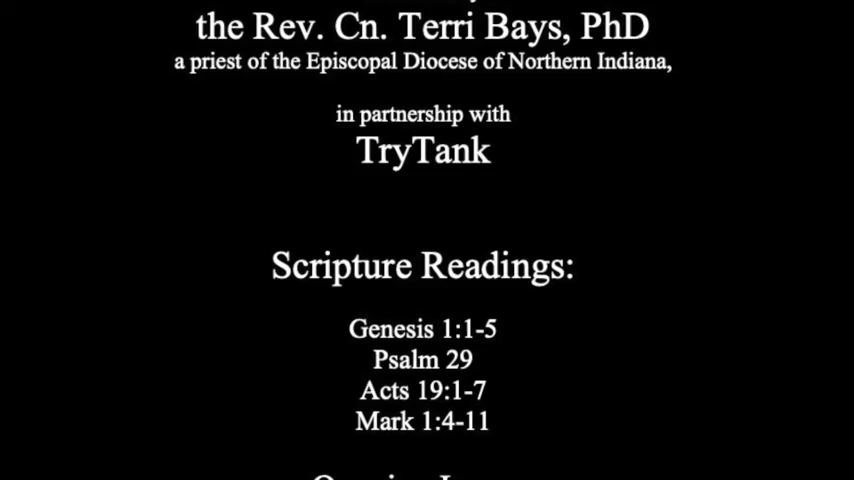 the Rev. Cn. Terri Bays, PhD
a priest of the Episcopal Diocese of Northern Indiana,
in partnership with
TryTank
Scripture Readings:
Genesis 1:1-5
Psalm 29
Acts 19:1-7
Mark 1:4-11